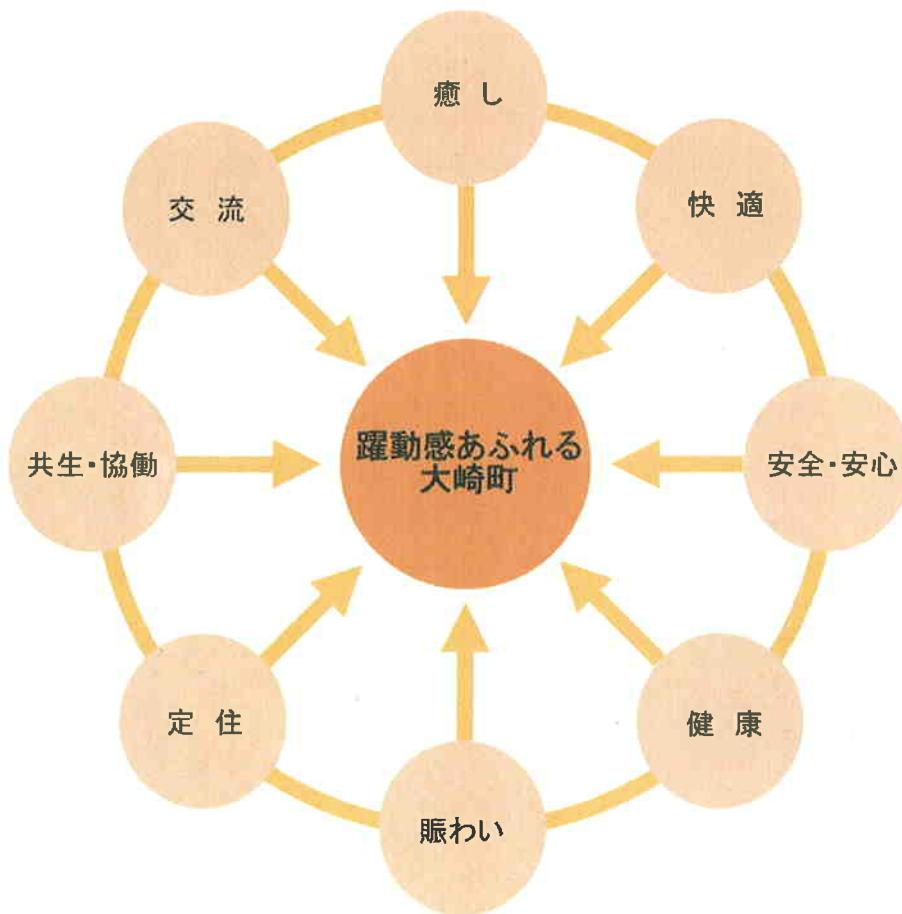 癒し
交流
快適
躍動感あふれる
大崎町
共生・協働
安全・安心
定住
健康
賑わい